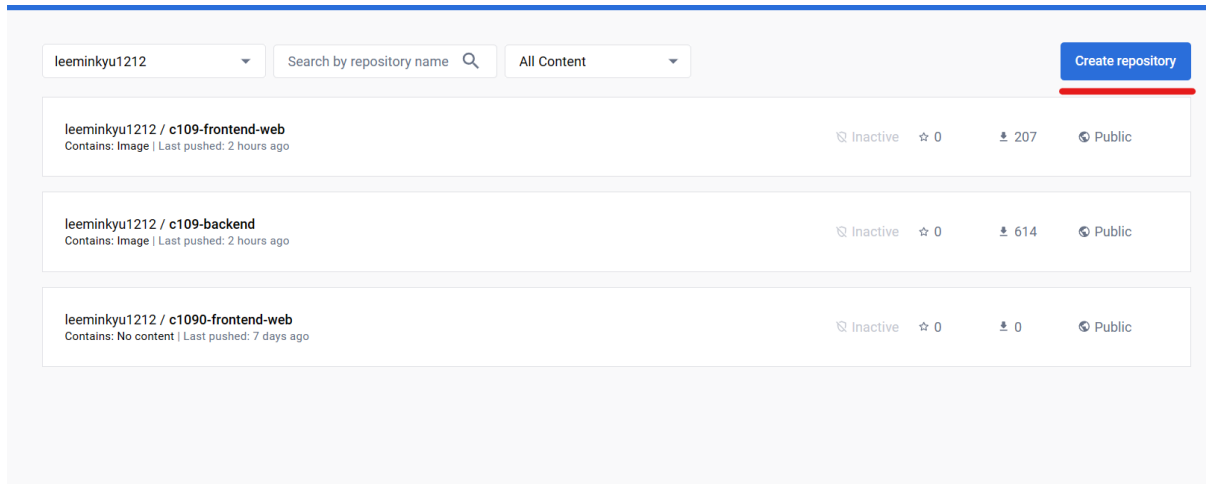 leeminkyu1212
Search by repository name
All Content
Create repository
leeminkyu1212 / c109-frontend-web
Contains: Image | Last pushed: 2 hours ago
Inactive
0
207
Public
leeminkyu1212 / c109-backend
Contains: Image | Last pushed: 2 hours ago
Inactive
0
614
Public
leeminkyu1212 / c1090-frontend-web
Contains: No content | Last pushed: 7 days ago
Inactive
0
0
Public